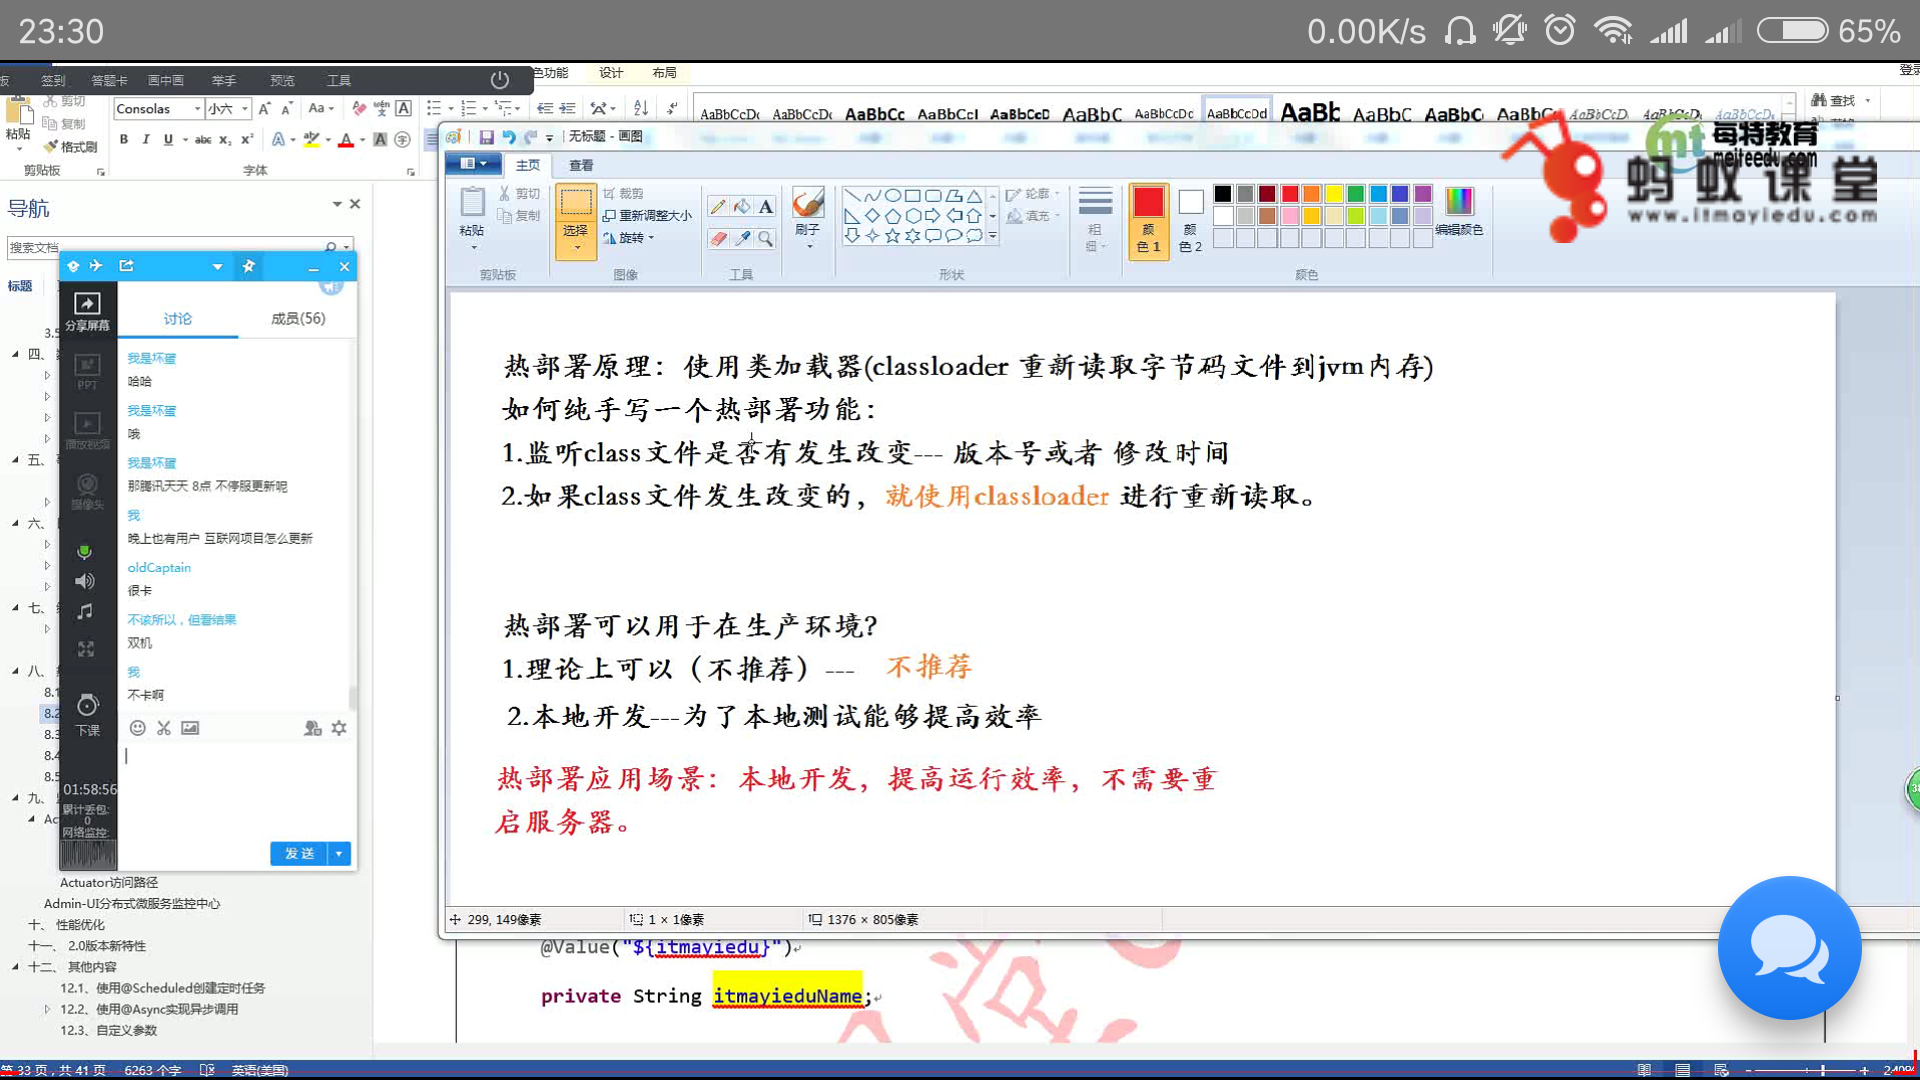 23:30
0.00K/s
65%
签到 答题卡 画中画 举手 预览 工具
色功能 设计 布局
登录
剪切
Consolas
小六
粘贴
复制
格式刷
剪贴板
字体
AaBbCcDc AaBbCcDc AaBbCc AaBbCcI AaBbCcD AaBbC AaBbCcDc AaBbCcDd AaBb AaBbC AaBbC AaBbC AaBbCcD AaBbCcD AaBbCcD
查找
无标题 - 画图
主页
查看
每特教育
meiteedu.com
蚂蚁课堂
www.itmayiedu.com
粘贴
剪切
复制
剪贴板
选择
裁剪
重新调整大小
旋转
图像
工具
刷子
形状
轮廓
填充
粗细
颜色 1
颜色 2
编辑颜色
颜色
导航
搜索文档
标题
3.5
四、
五、
六、
七、
八、
8.1
8.2
8.3
8.4
8.5
九、
Ac
分享屏幕
PPT
播放视频
摄像头
下课
01:58:56
累计丢包:
0
网络监控:
讨论
成员(56)
我是坏蛋
哈哈
我是坏蛋
哦
我是坏蛋
那腾讯天天 8点 不停服更新呢
我
晚上也有用户 互联网项目怎么更新
oldCaptain
很卡
不该所以，但看结果
双机
我
不卡啊
发送
热部署原理：使用类加载器(classloader 重新读取字节码文件到jvm内存)
如何纯手写一个热部署功能：
1.监听class文件是否有发生改变--- 版本号或者 修改时间
2.如果class文件发生改变的，就使用classloader 进行重新读取。
热部署可以用于在生产环境？
1.理论上可以（不推荐）--- 不推荐
2.本地开发---为了本地测试能够提高效率
热部署应用场景：本地开发，提高运行效率，不需要重
启服务器。
299, 149像素
1 × 1像素
1376 × 805像素
Actuator访问路径
Admin-UI分布式微服务监控中心
十、 性能优化
十一、 2.0版本新特性
十二、 其他内容
12.1、使用@Scheduled创建定时任务
12.2、使用@Async实现异步调用
12.3、自定义参数
@Value("${itmayiedu}")
private String itmayieduName;
第 33 页，共 41 页
6263 个字
英语(美国)
240%